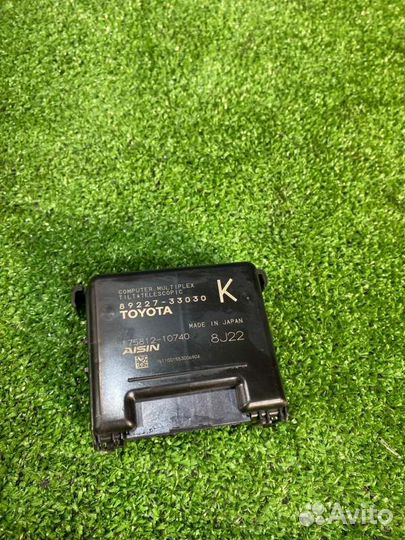 COMPUTER, MULTIPLEX
TILT&TELESCOPIC
89227-33030 K
TOYOTA
MADE IN JAPAN
175812-10740 8J22
AISIN
Avito